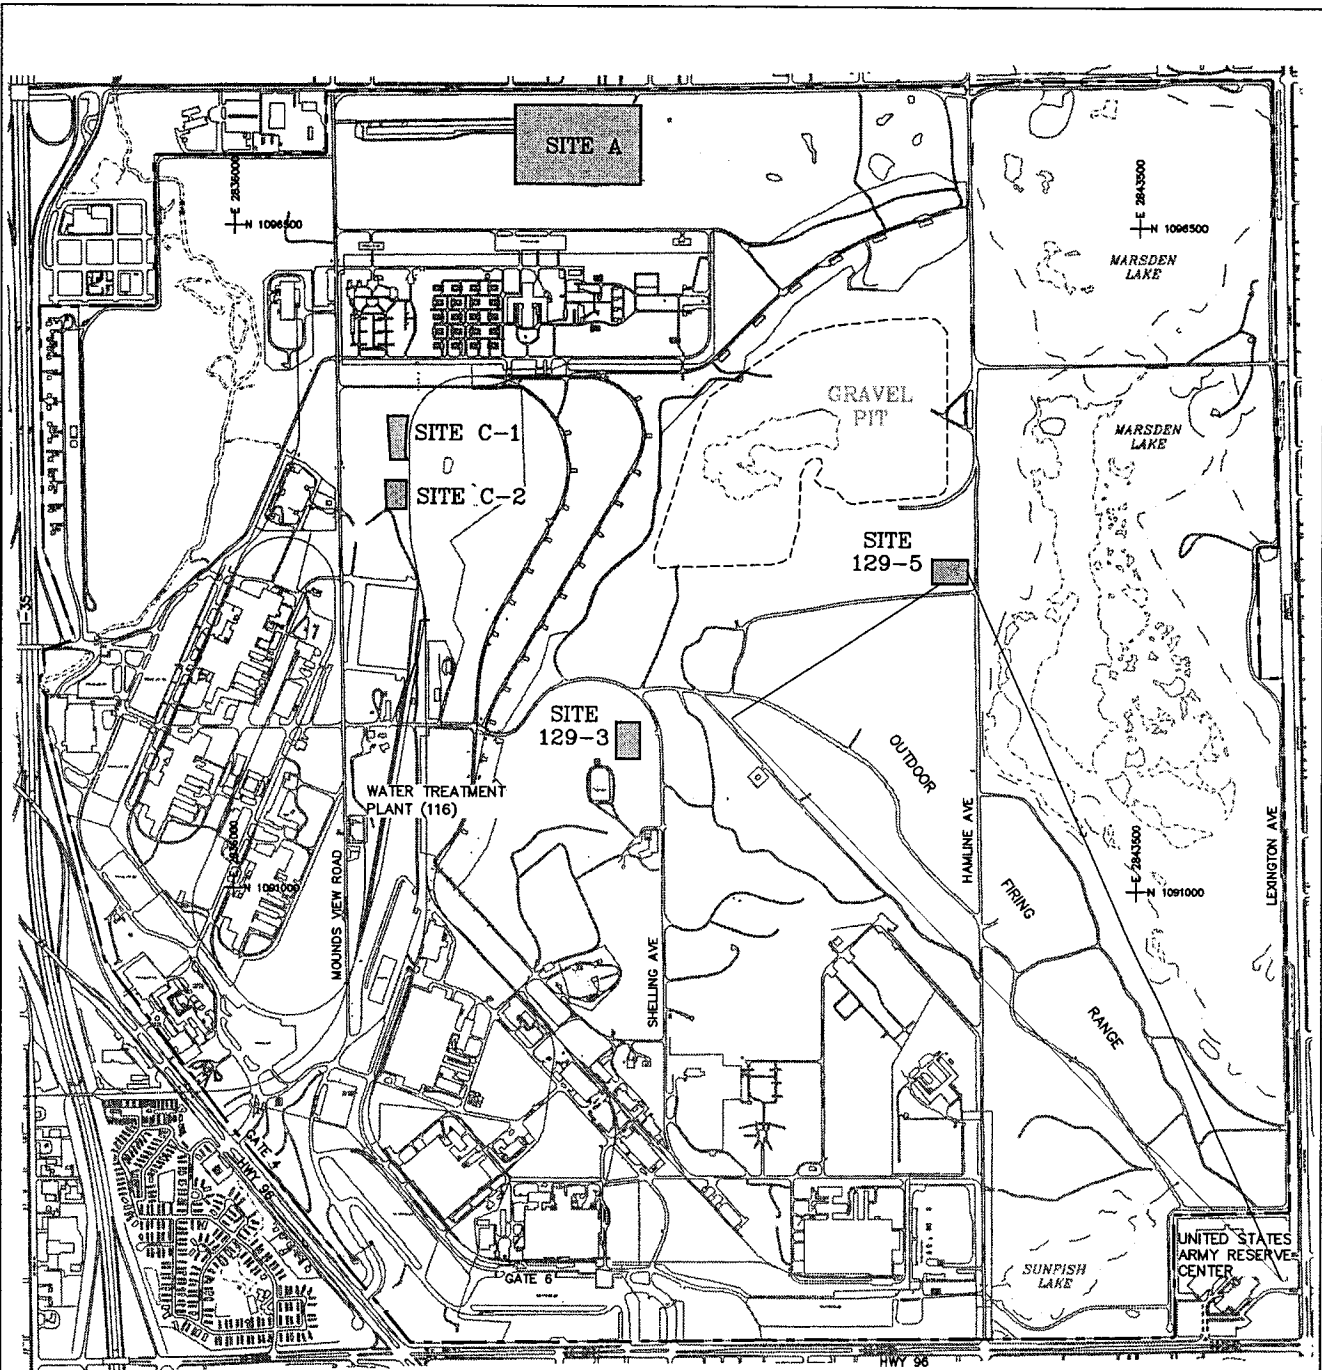 SITE A
E 2836000
N 1096500
E 2843500
N 1096500
MARSDEN
LAKE
GRAVEL
PIT
SITE C-1
MARSDEN
LAKE
SITE C-2
SITE
129-5
I-35
SITE
129-3
OUTDOOR
WATER TREATMENT
PLANT (116)
HAMLINE AVE
LEXINGTON AVE
E 2836000
N 1091000
E 2843500
N 1091000
FIRING
MOUNDS VIEW ROAD
SHELLING AVE
RANGE
GATE 4
HWY 96
UNITED STATES
ARMY RESERVE
CENTER
SUNFISH
LAKE
GATE 6
HWY 96